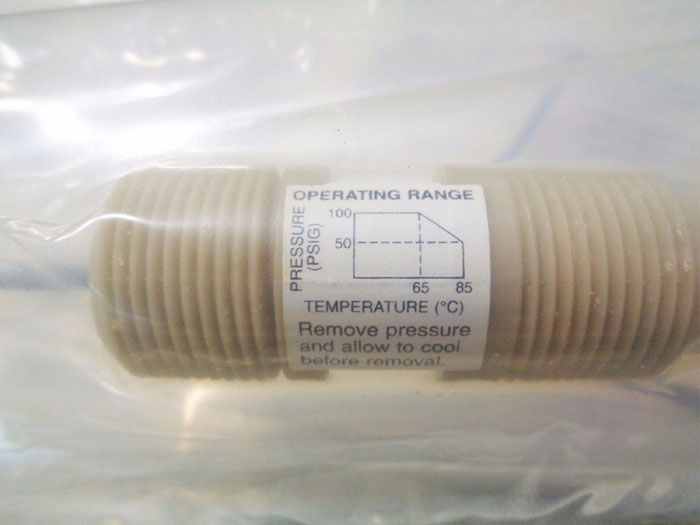 OPERATING RANGE
PRESSURE
(PSIG)
100
50
65 85
TEMPERATURE (°C)
Remove pressure
and allow to cool
before removal.